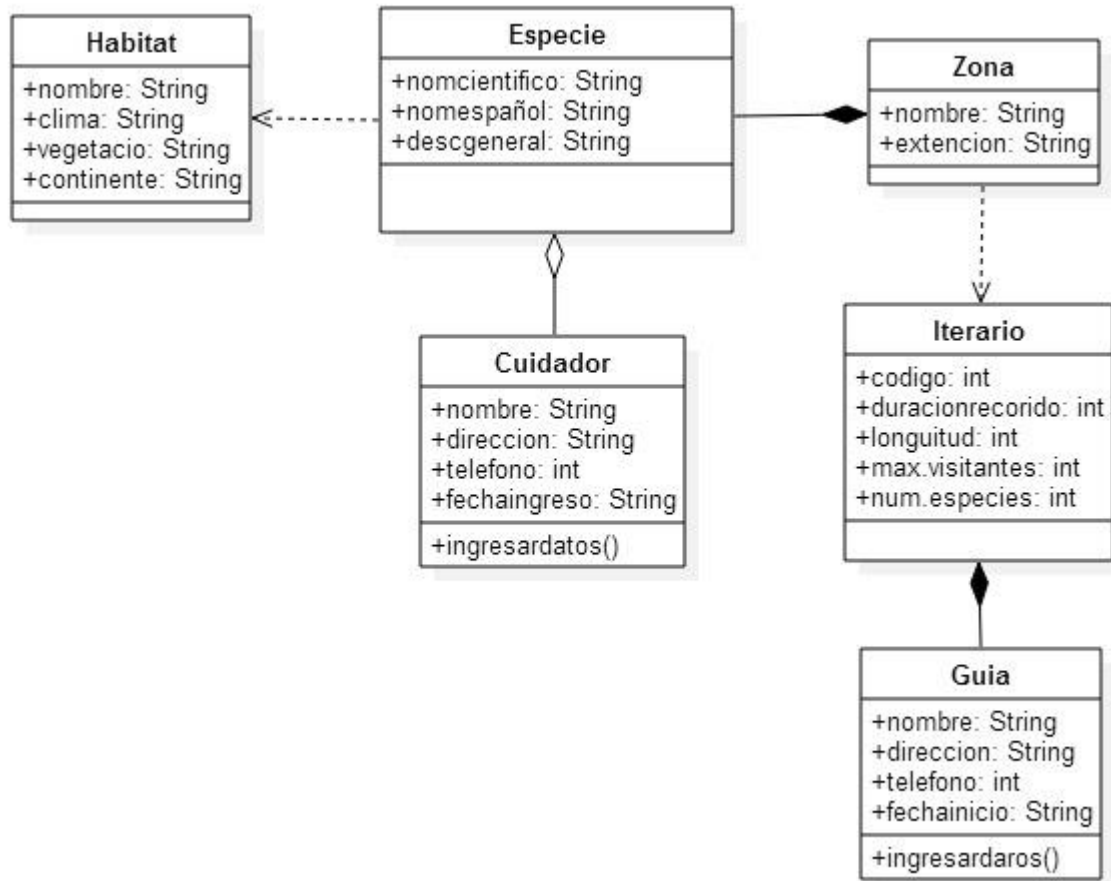 Habitat
+nombre: String
+clima: String
+vegetacio: String
+continente: String
Especie
+nomcientifico: String
+nomespañol: String
+descgeneral: String
Zona
+nombre: String
+extencion: String
Cuidador
+nombre: String
+direccion: String
+telefono: int
+fechaingreso: String
+ingresardatos()
Iterario
+codigo: int
+duracionrecorido: int
+longuitud: int
+max.visitantes: int
+num.especies: int
Guia
+nombre: String
+direccion: String
+telefono: int
+fechainicio: String
+ingresardaros()